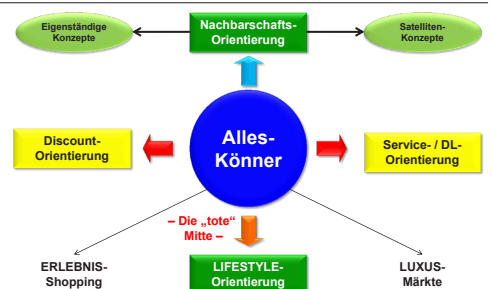 Eigenständige
Konzepte
Nachbarschafts-
Orientierung
Satelliten-
Konzepte
Discount-
Orientierung
Alles-
Könner
Service- / DL-
Orientierung
– Die „tote“
Mitte –
ERLEBNIS-
Shopping
LIFESTYLE-
Orientierung
LUXUS-
Märkte